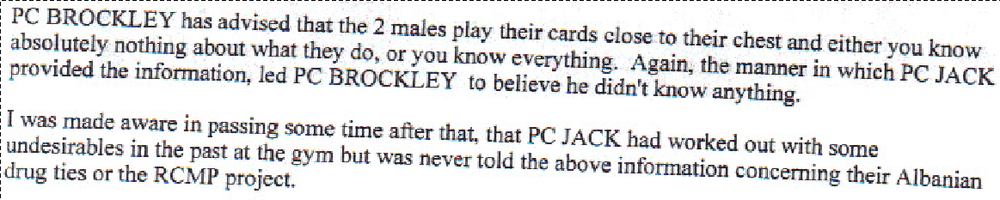 PC BROCKLEY has advised that the 2 males play their cards close to their chest and either you know
absolutely nothing about what they do, or you know everything. Again, the manner in which PC JACK
provided the information, led PC BROCKLEY to believe he didn't know anything.
I was made aware in passing some time after that, that PC JACK had worked out with some
undesirables in the past at the gym but was never told the above information concerning their Albanian
drug ties or the RCMP project.